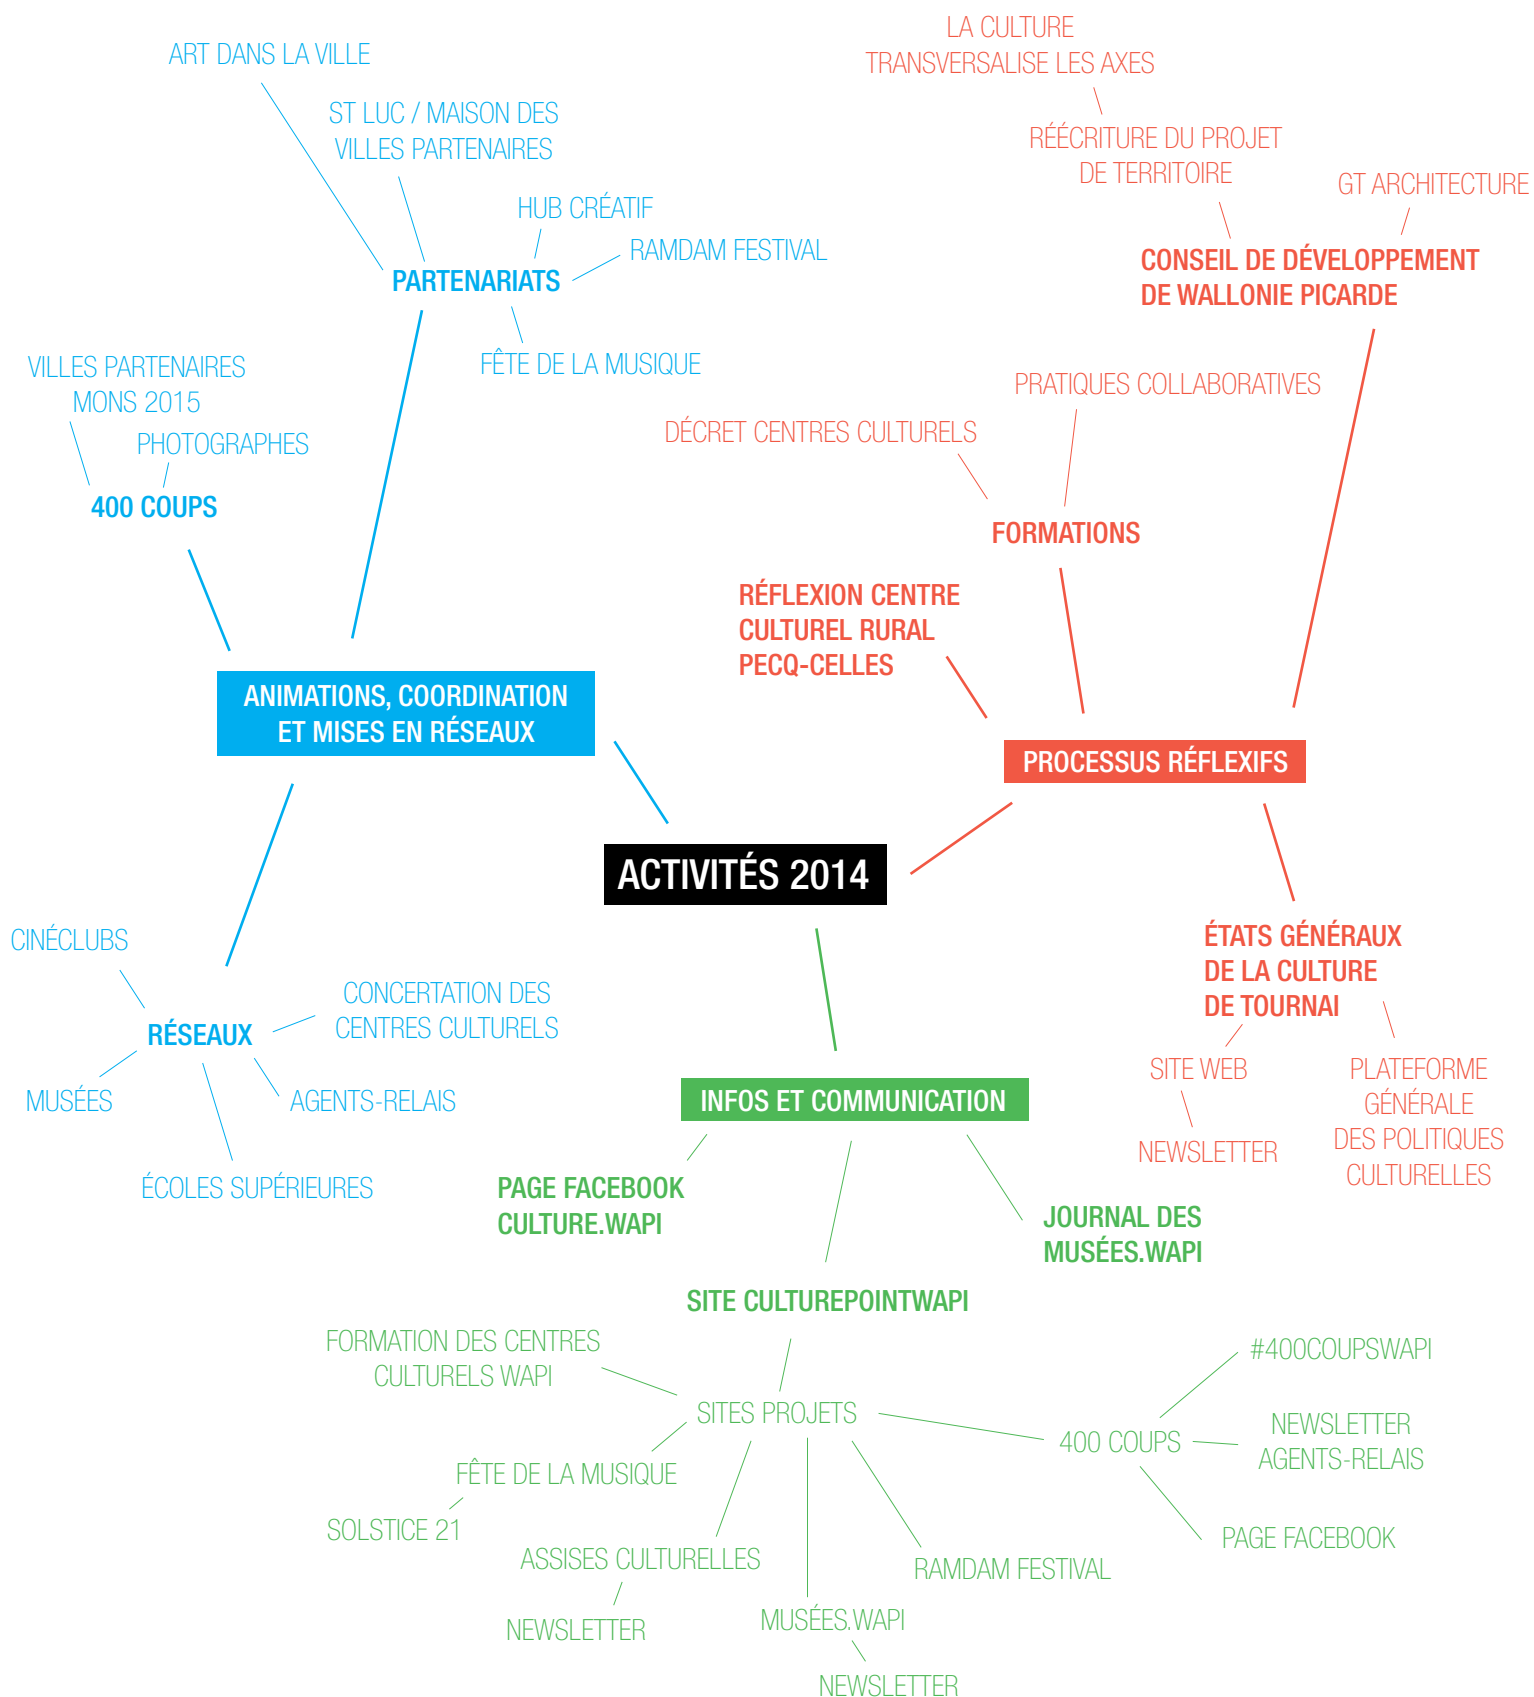 ART DANS LA VILLE
ST LUC / MAISON DES
VILLES PARTENAIRES
HUB CRÉATIF
RAMDAM FESTIVAL
PARTENARIATS
FÊTE DE LA MUSIQUE
VILLES PARTENAIRES
MONS 2015
PHOTOGRAPHES
400 COUPS
ANIMATIONS, COORDINATION
ET MISES EN RÉSEAUX
CINÉCLUBS
CONCERTATION DES
CENTRES CULTURELS
RÉSEAUX
MUSÉES
AGENTS-RELAIS
ÉCOLES SUPÉRIEURES
LA CULTURE
TRANSVERSALISE LES AXES
RÉÉCRITURE DU PROJET
DE TERRITOIRE
GT ARCHITECTURE
CONSEIL DE DÉVELOPPEMENT
DE WALLONIE PICARDE
PRATIQUES COLLABORATIVES
DÉCRET CENTRES CULTURELS
FORMATIONS
RÉFLEXION CENTRE
CULTUREL RURAL
PECQ-CELLES
PROCESSUS RÉFLEXIFS
ACTIVITÉS 2014
ÉTATS GÉNÉRAUX
DE LA CULTURE
DE TOURNAI
SITE WEB
NEWSLETTER
PLATEFORME
GÉNÉRALE
DES POLITIQUES
CULTURELLES
INFOS ET COMMUNICATION
PAGE FACEBOOK
CULTURE.WAPI
JOURNAL DES
MUSÉES.WAPI
SITE CULTUREPOINTWAPI
FORMATION DES CENTRES
CULTURELS WAPI
SITES PROJETS
#400COUPSWAPI
400 COUPS
NEWSLETTER
AGENTS-RELAIS
PAGE FACEBOOK
FÊTE DE LA MUSIQUE
SOLSTICE 21
ASSISES CULTURELLES
NEWSLETTER
RAMDAM FESTIVAL
MUSÉES.WAPI
NEWSLETTER